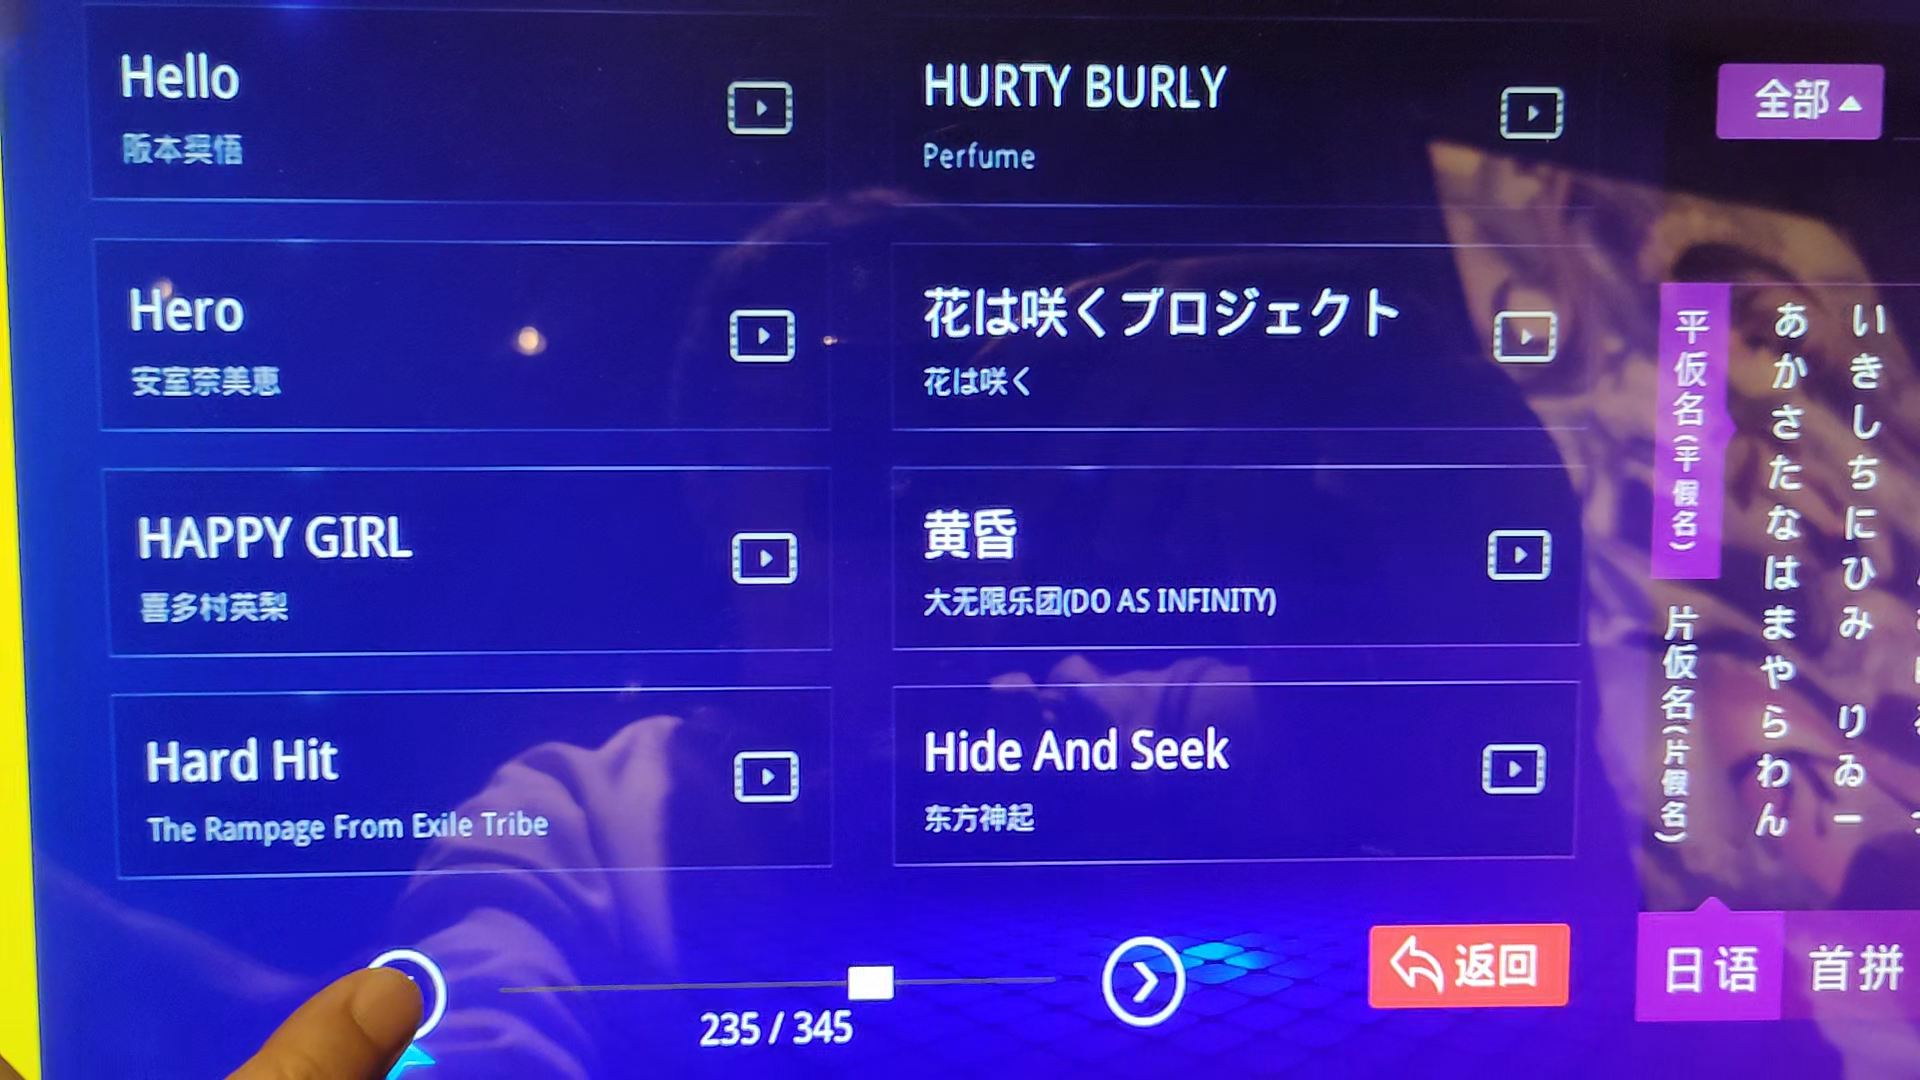 Hello
阪本奨悟
HURTY BURLY
Perfume
全部
Hero
安室奈美恵
花は咲くプロジェクト
花は咲く
HAPPY GIRL
喜多村英梨
黄昏
大无限乐团(DO AS INFINITY)
Hard Hit
The Rampage From Exile Tribe
Hide And Seek
东方神起
平仮名(平假名)
片仮名(片假名)
あかさたなはまやらわん
いきしちにひみ りゐー
235 / 345
返回
日语
首拼